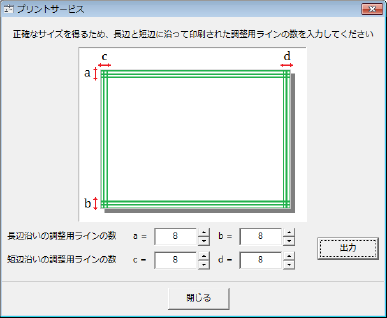 プリントサービス
正確なサイズを得るため、長辺と短辺に沿って印刷された調整用ラインの数を入力してください
c d
a
b
長辺沿いの調整用ラインの数 a = 8 b = 8
短辺沿いの調整用ラインの数 c = 8 d = 8
出力
閉じる